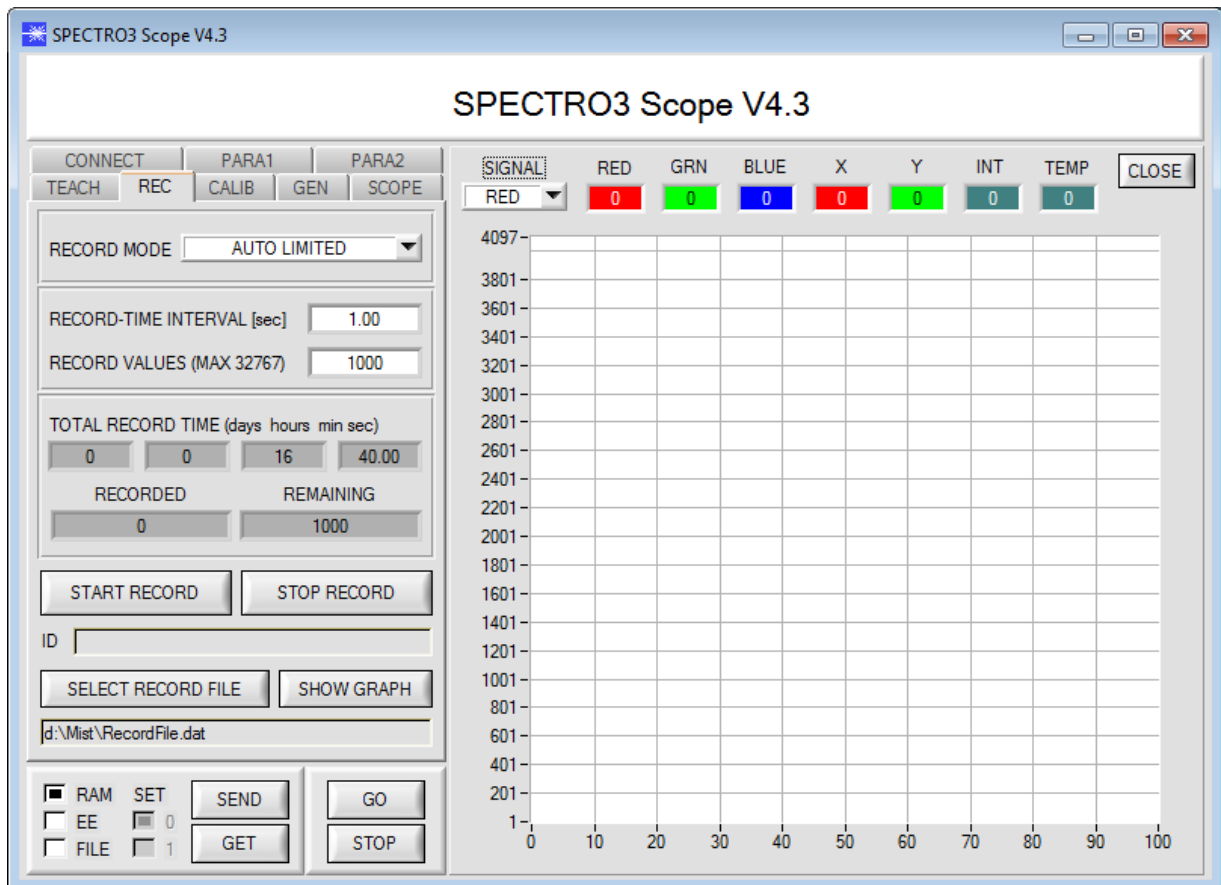 SPECTRO3 Scope V4.3
SPECTRO3 Scope V4.3
CONNECT PARA1 PARA2
TEACH REC CALIB GEN SCOPE
RECORD MODE AUTO LIMITED
RECORD-TIME INTERVAL [sec] 1.00
RECORD VALUES (MAX 32767) 1000
TOTAL RECORD TIME (days hours min sec)
0 0 16 40.00
RECORDED REMAINING
0 1000
START RECORD STOP RECORD
ID
SELECT RECORD FILE SHOW GRAPH
d:\Mist\RecordFile.dat
RAM SET SEND GO
EE 0
FILE 1 GET STOP
SIGNAL RED GRN BLUE X Y INT TEMP CLOSE
RED 0 0 0 0 0 0 0
4097
3801
3601
3401
3201
3001
2801
2601
2401
2201
2001
1801
1601
1401
1201
1001
801
601
401
201
1
0 10 20 30 40 50 60 70 80 90 100